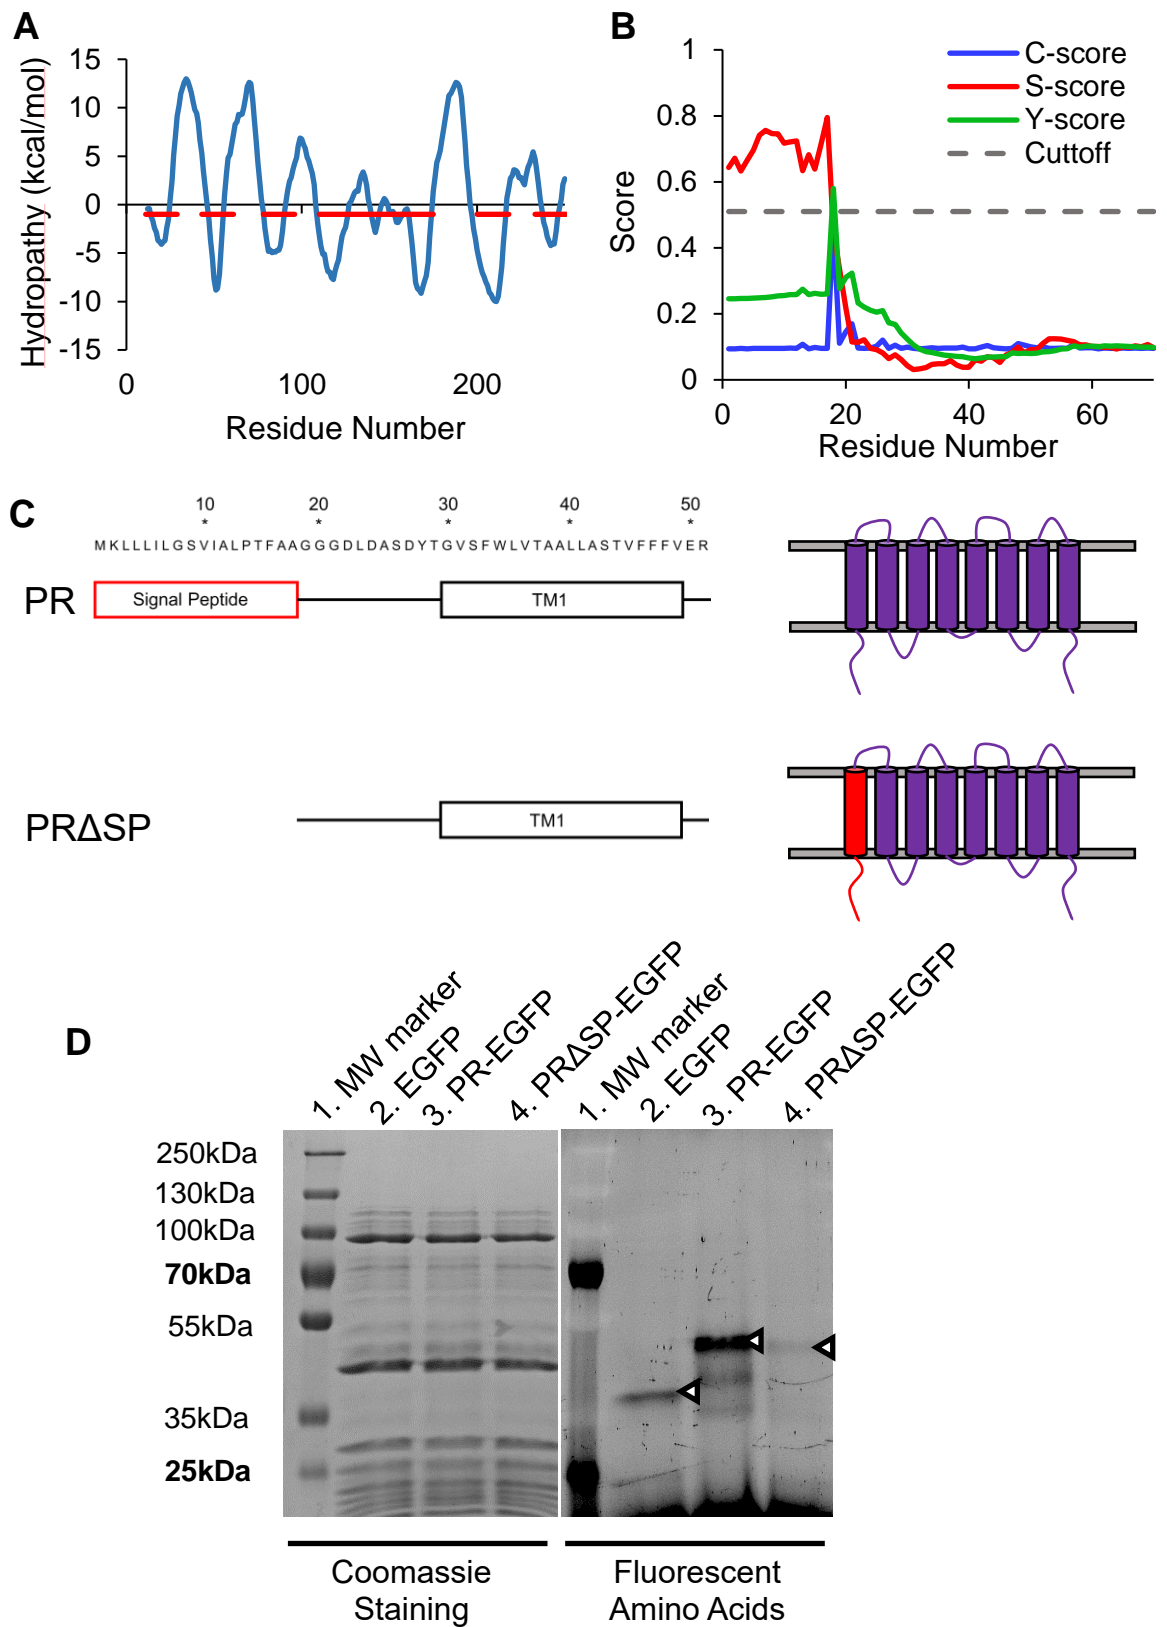 A
Hydropathy (kcal/mol)
15
10
5
0
-5
-10
-15
0
100
200
Residue Number
B
Score
1
0.8
0.6
0.4
0.2
0
0
20
40
60
Residue Number
C-score
S-score
Y-score
Cuttoff
C
10
20
30
40
50
*
*
*
*
*
MKLLLILGSVIALPTFAAGGGDLDASDYTGVSFWLVTAALLASTVFFFVER
PR
Signal Peptide
TM1
PRΔSP
TM1
D
1. MW marker
2. EGFP
3. PR-EGFP
4. PRΔSP-EGFP
1. MW marker
2. EGFP
3. PR-EGFP
4. PRΔSP-EGFP
250kDa
130kDa
100kDa
70kDa
55kDa
35kDa
25kDa
Coomassie
Staining
Fluorescent
Amino Acids